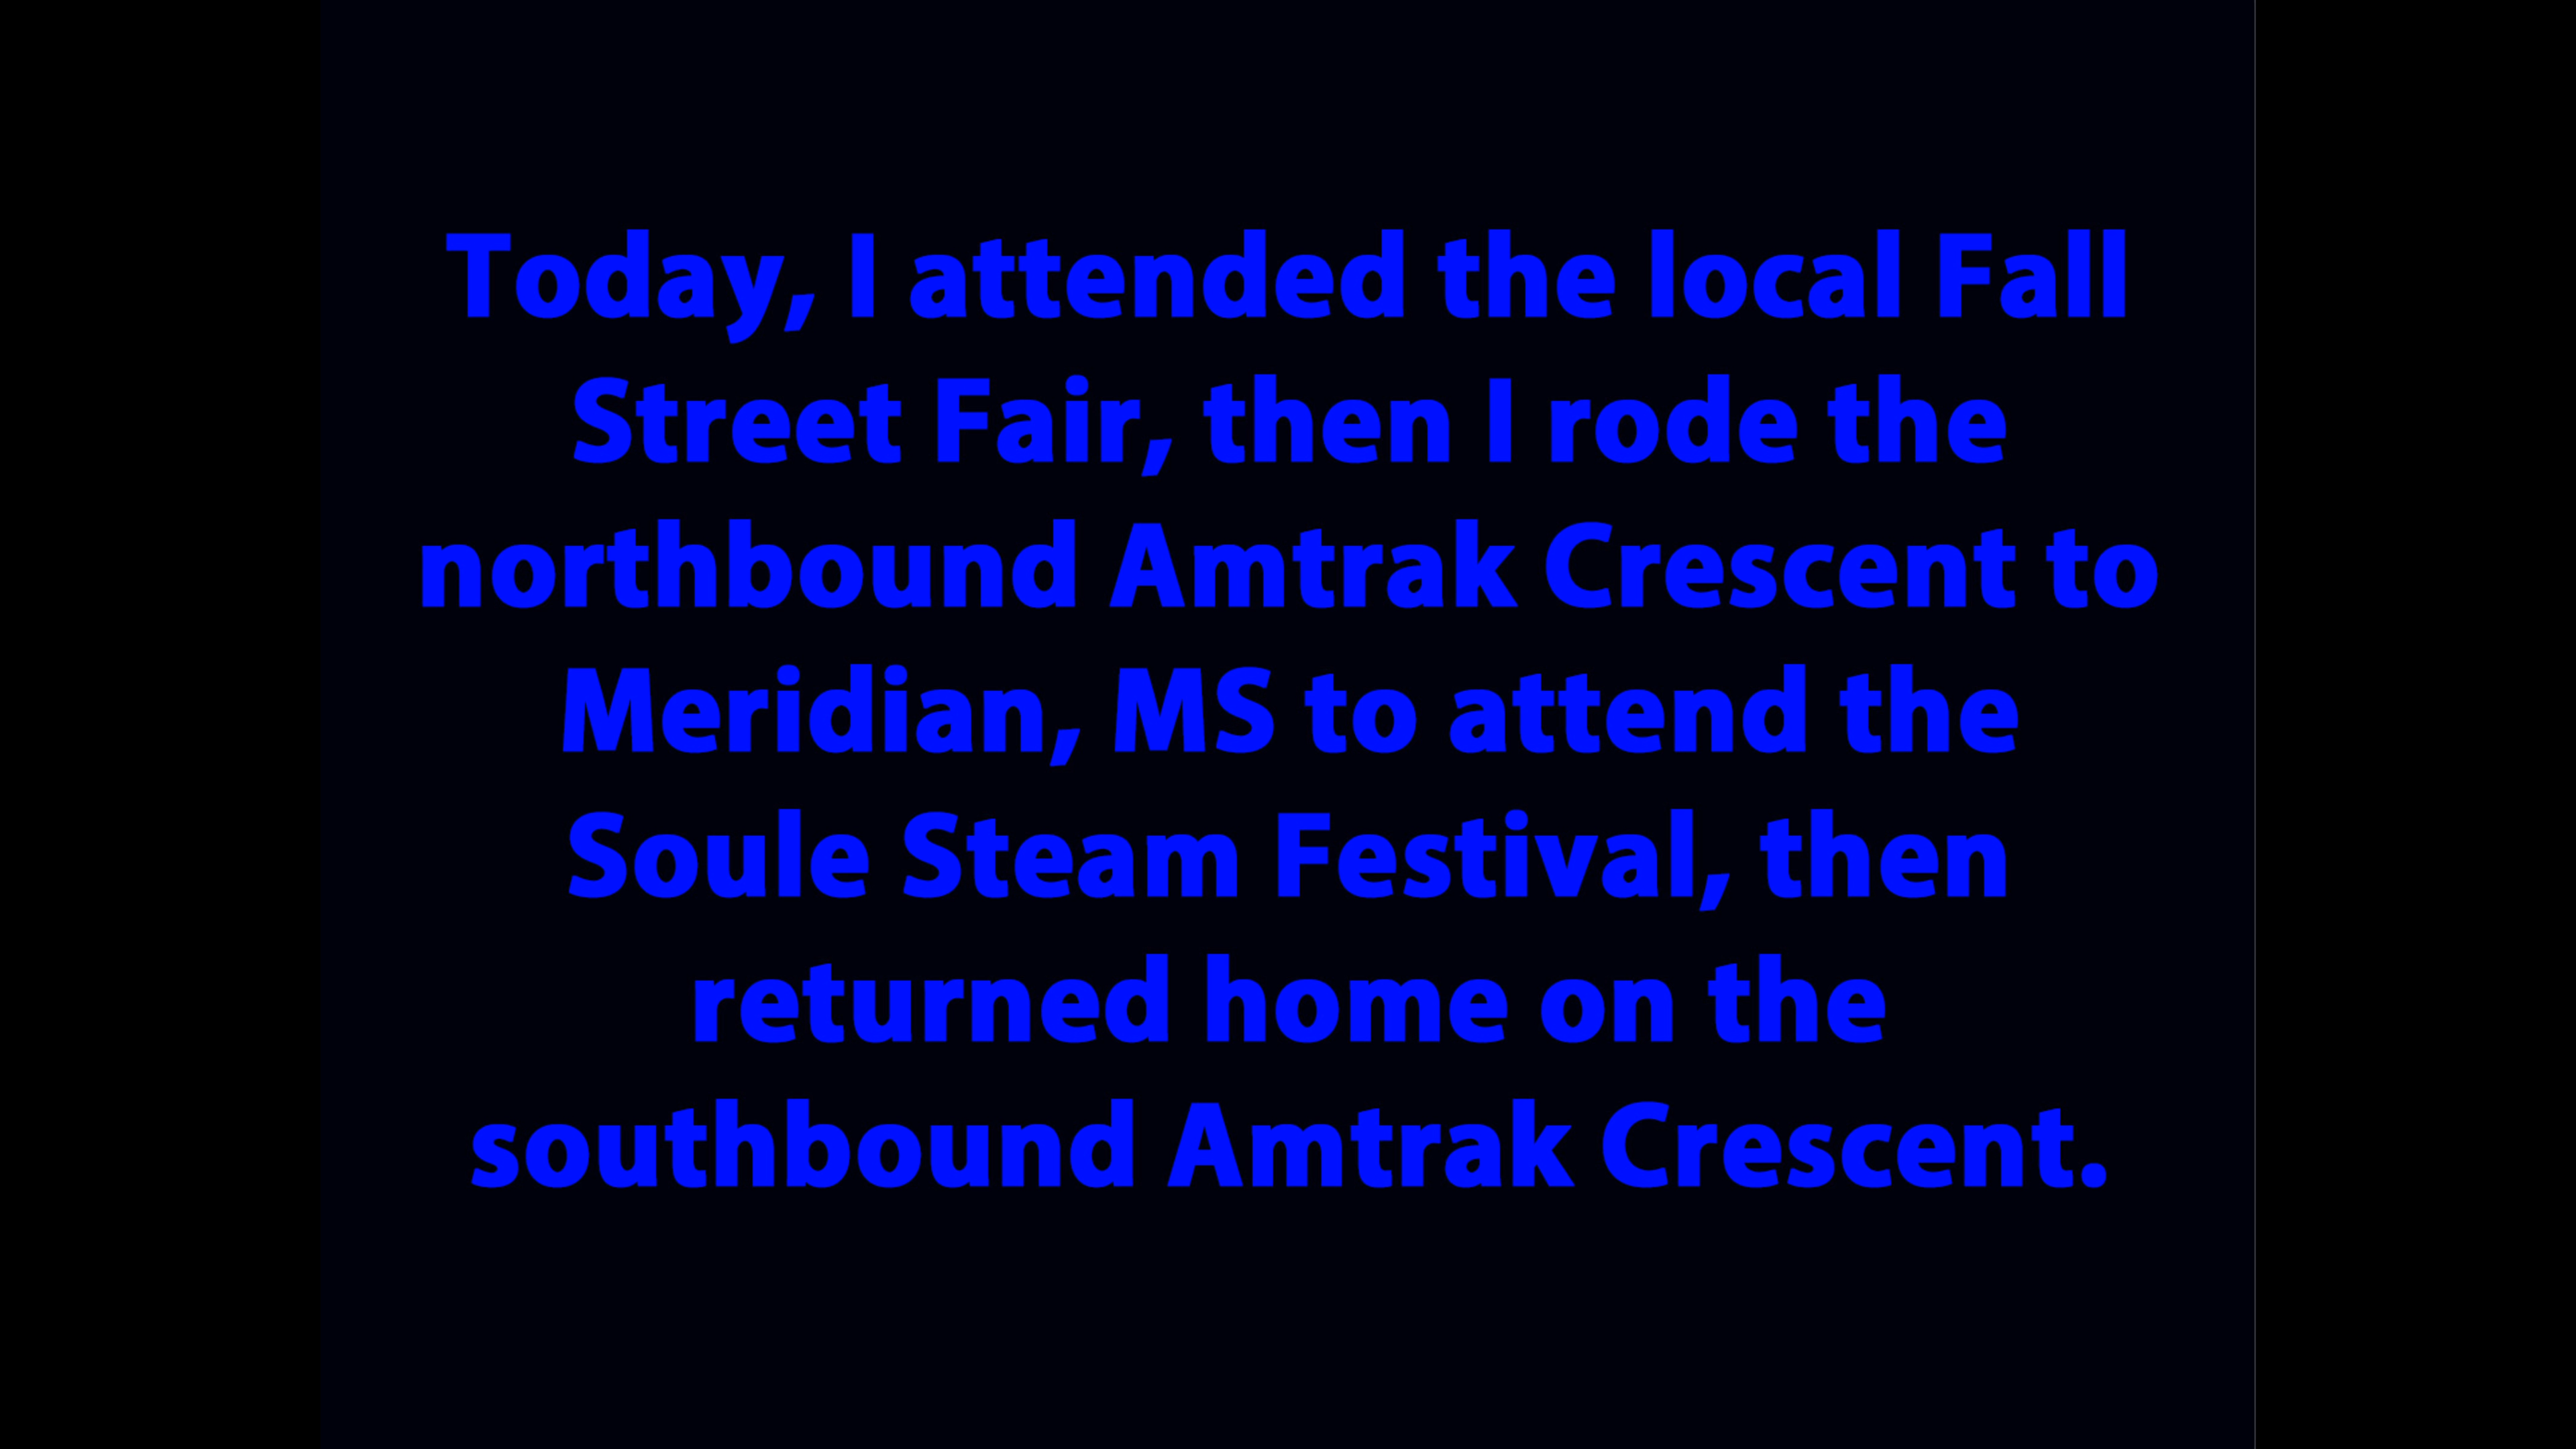 Today, I attended the local Fall
Street Fair, then I rode the
northbound Amtrak Crescent to
Meridian, MS to attend the
Soule Steam Festival, then
returned home on the
southbound Amtrak Crescent.